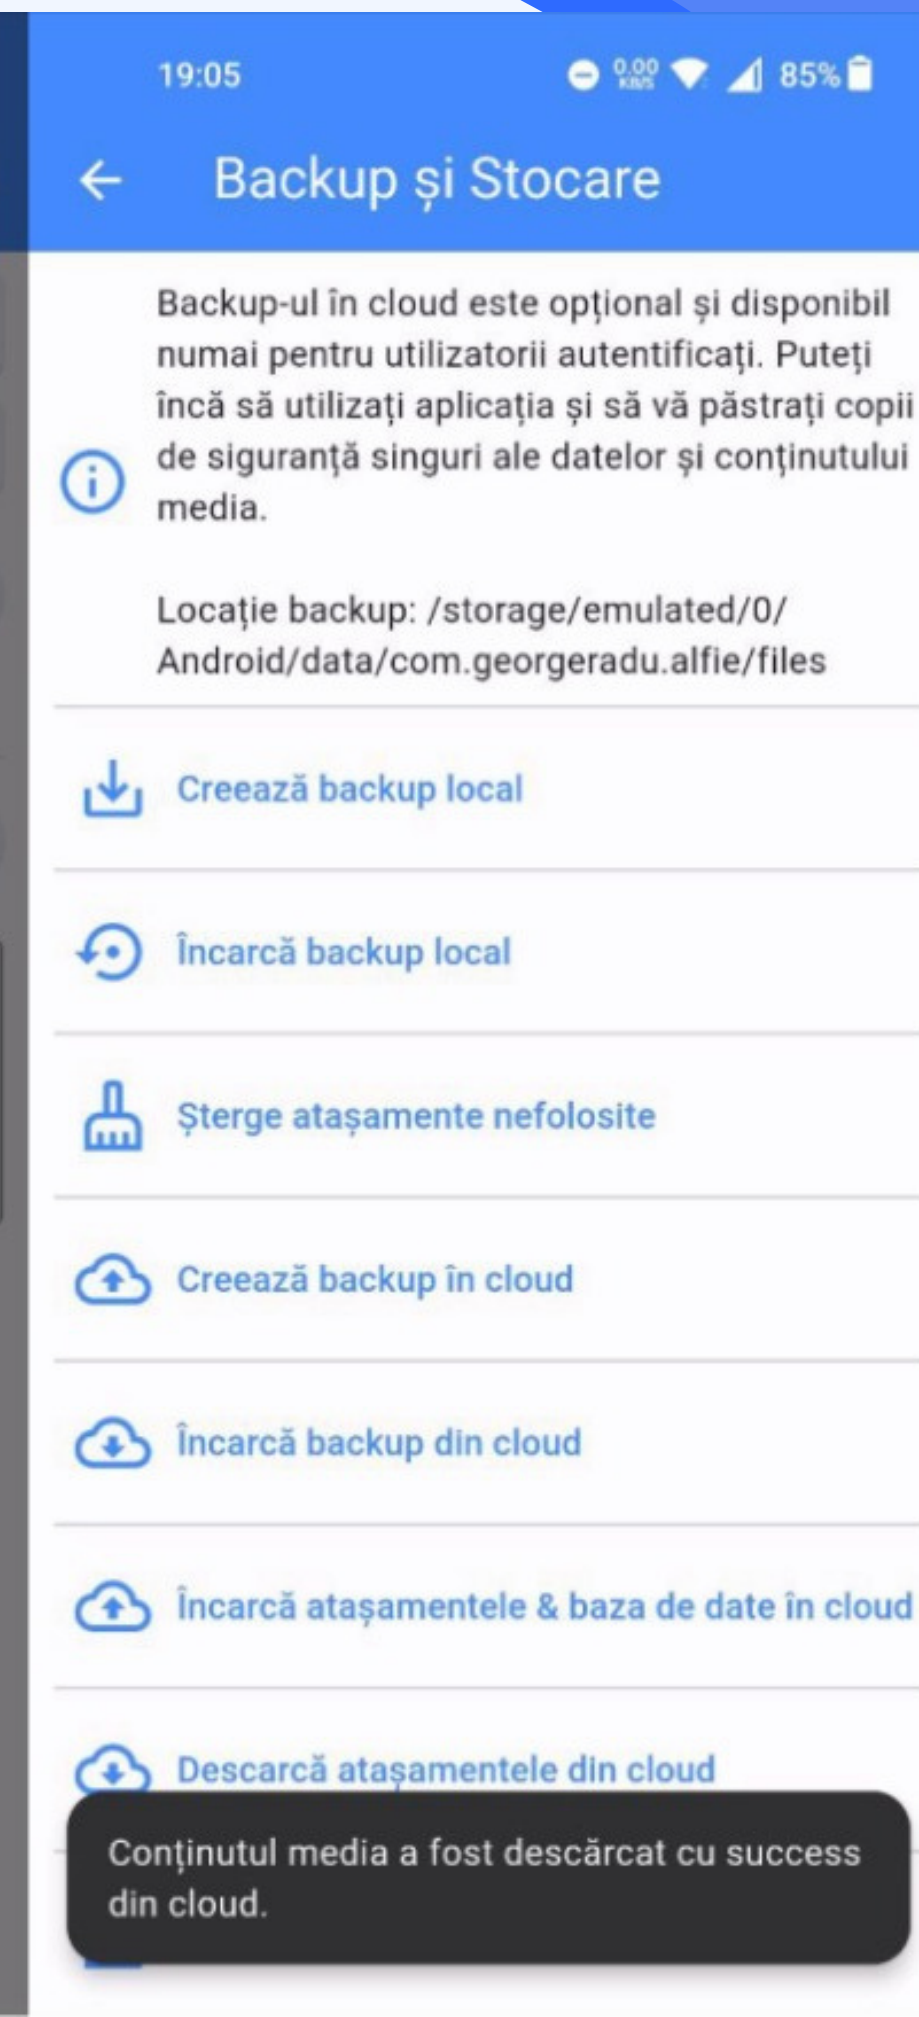 19:05
0.00
KB/S
85%
Backup și Stocare
Backup-ul în cloud este opțional și disponibil
numai pentru utilizatorii autentificați. Puteți
încă să utilizați aplicația și să vă păstrați copii
de siguranță singuri ale datelor și conținutului
media.
Locație backup: /storage/emulated/0/
Android/data/com.georgeradu.alfie/files
Creează backup local
Încarcă backup local
Șterge atașamente nefolosite
Creează backup în cloud
Încarcă backup din cloud
Încarcă atașamentele & baza de date în cloud
Descarcă atașamentele din cloud
Conținutul media a fost descărcat cu success
din cloud.